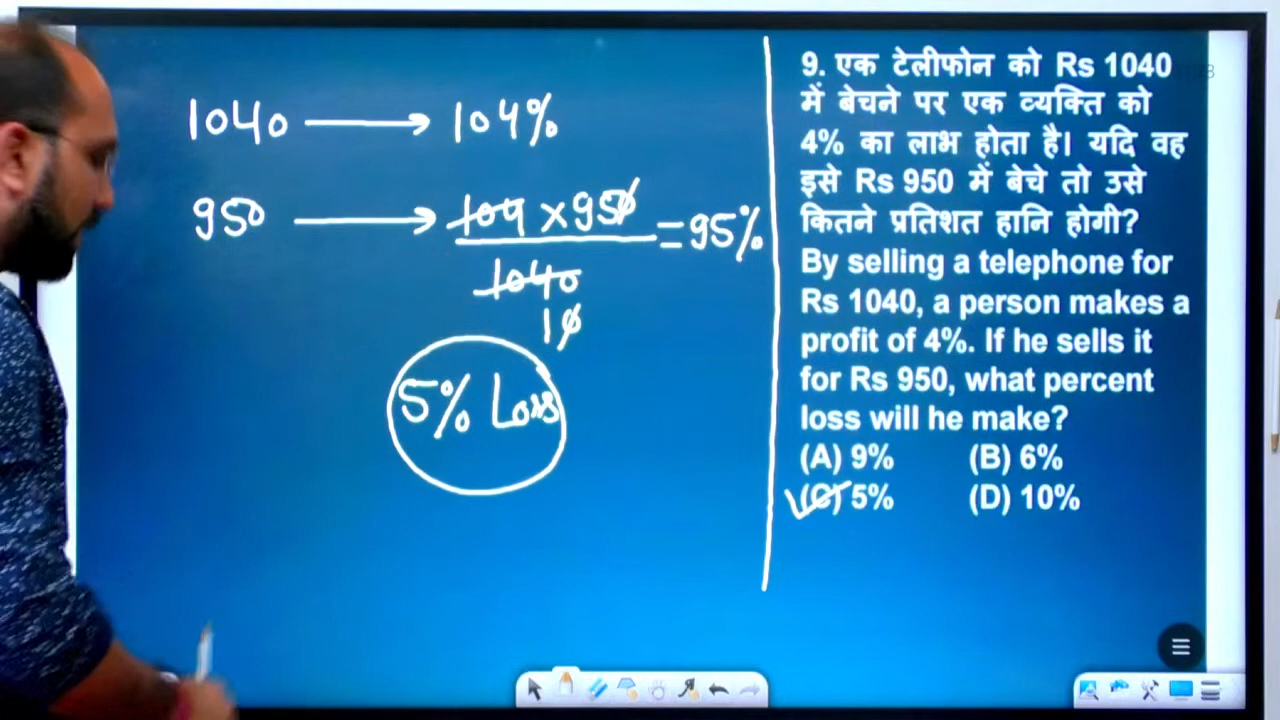 1040 → 104%
950 → 104 x 950 = 95%
1040
10
5% Loss
9. एक टेलीफोन को Rs 1040
में बेचने पर एक व्यक्ति को
4% का लाभ होता है। यदि वह
इसे Rs 950 में बेचे तो उसे
कितने प्रतिशत हानि होगी?
By selling a telephone for
Rs 1040, a person makes a
profit of 4%. If he sells it
for Rs 950, what percent
loss will he make?
(A) 9% (B) 6%
(C) 5% (D) 10%